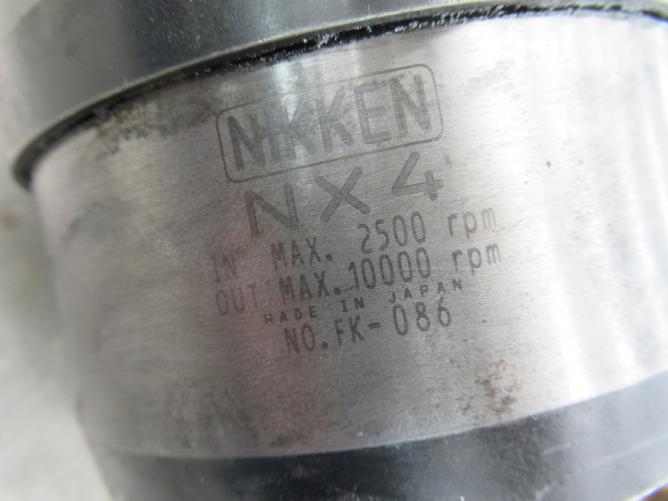 NIKKEN
NX4
IN MAX. 2500 rpm
OUT MAX. 10000 rpm
MADE IN JAPAN
NO.FK-086